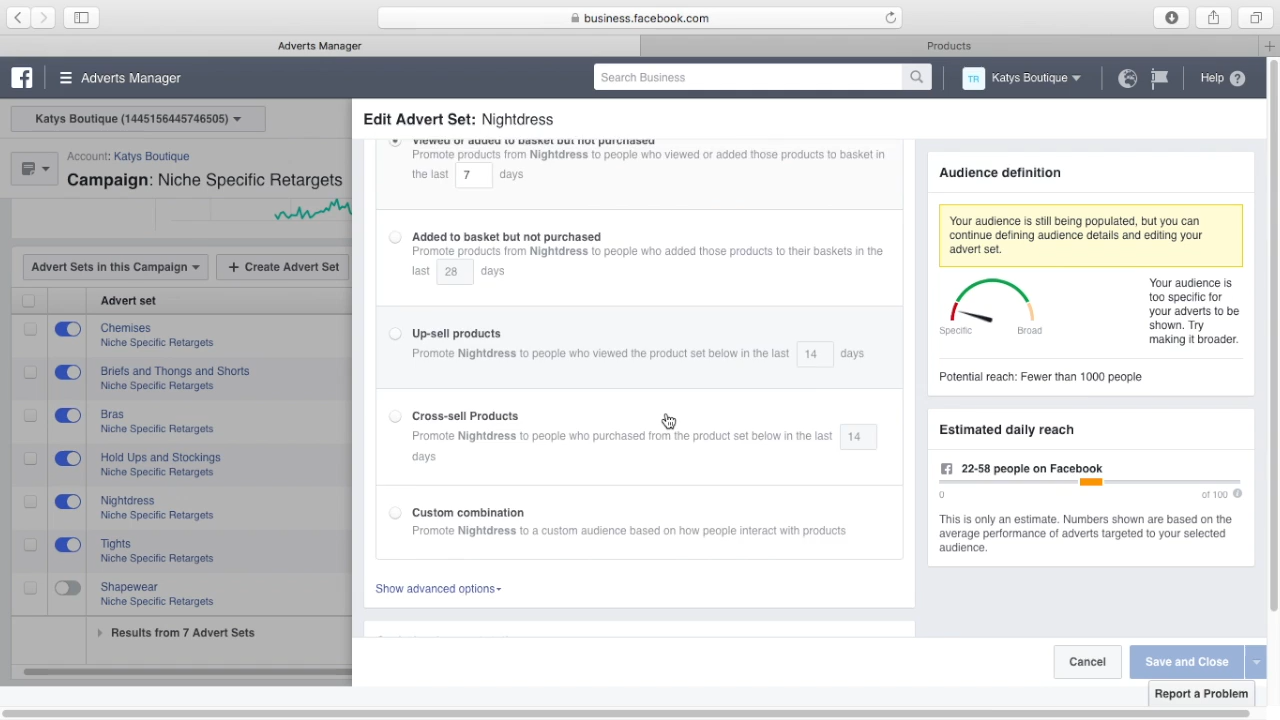 business.facebook.com
Adverts Manager
Products
Adverts Manager
Search Business
TR
Katys Boutique
Help
Katys Boutique (1445156445746505)
Account: Katys Boutique
Campaign: Niche Specific Retargets
Advert Sets in this Campaign
+ Create Advert Set
Advert set
Chemises
Niche Specific Retargets
Briefs and Thongs and Shorts
Niche Specific Retargets
Bras
Niche Specific Retargets
Hold Ups and Stockings
Niche Specific Retargets
Nightdress
Niche Specific Retargets
Tights
Niche Specific Retargets
Shapewear
Niche Specific Retargets
Results from 7 Advert Sets
Edit Advert Set: Nightdress
Viewed or added to basket but not purchased
Promote products from Nightdress to people who viewed or added those products to basket in
the last 7 days
Added to basket but not purchased
Promote products from Nightdress to people who added those products to their baskets in the
last 28 days
Up-sell products
Promote Nightdress to people who viewed the product set below in the last 14 days
Cross-sell Products
Promote Nightdress to people who purchased from the product set below in the last 14
days
Custom combination
Promote Nightdress to a custom audience based on how people interact with products
Show advanced options
Audience definition
Your audience is still being populated, but you can
continue defining audience details and editing your
advert set.
Specific
Broad
Your audience is
too specific for
your adverts to be
shown. Try
making it broader.
Potential reach: Fewer than 1000 people
Estimated daily reach
22-58 people on Facebook
0
of 100
This is only an estimate. Numbers shown are based on the
average performance of adverts targeted to your selected
audience.
Cancel
Save and Close
Report a Problem